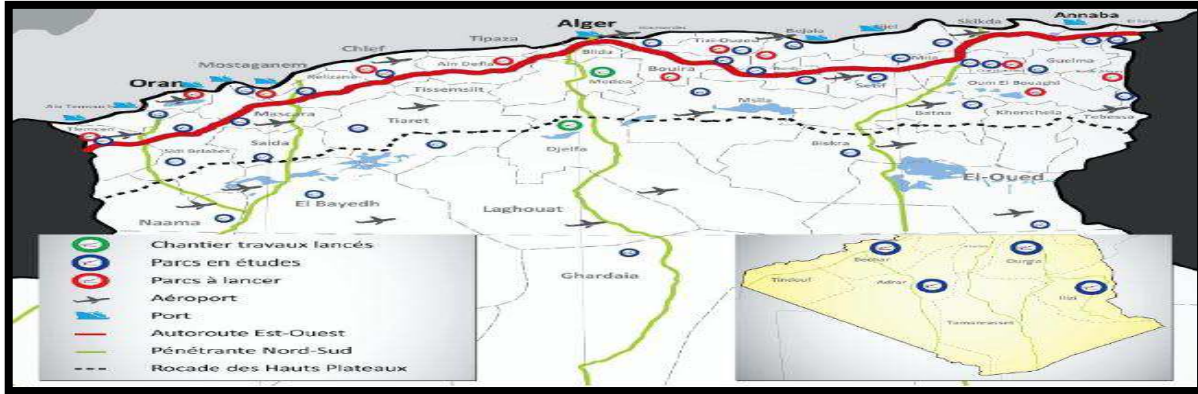 Alger
Annaba
Skikda
Tipaza
Chlef
Blida
Mostaganem
Ain Defla
Medea
Bouira
Mila
Guelma
Oran
Relizane
Tissemsilt
Setif
Oum El Bouaghi
Mascara
Msila
Tiaret
Batna
Khenchela
Tebessa
Tlemcen
Saida
Djelfa
Biskra
El-Oued
El Bayedh
Laghouat
Naama
Ghardaia
Chantier travaux lancés
Parcs en études
Parcs à lancer
Aéroport
Port
Autoroute Est-Ouest
Pénétrante Nord-Sud
Rocade des Hauts Plateaux
Bechar
Ourgla
Tindouf
Adrar
Illizi
Tamanrasset